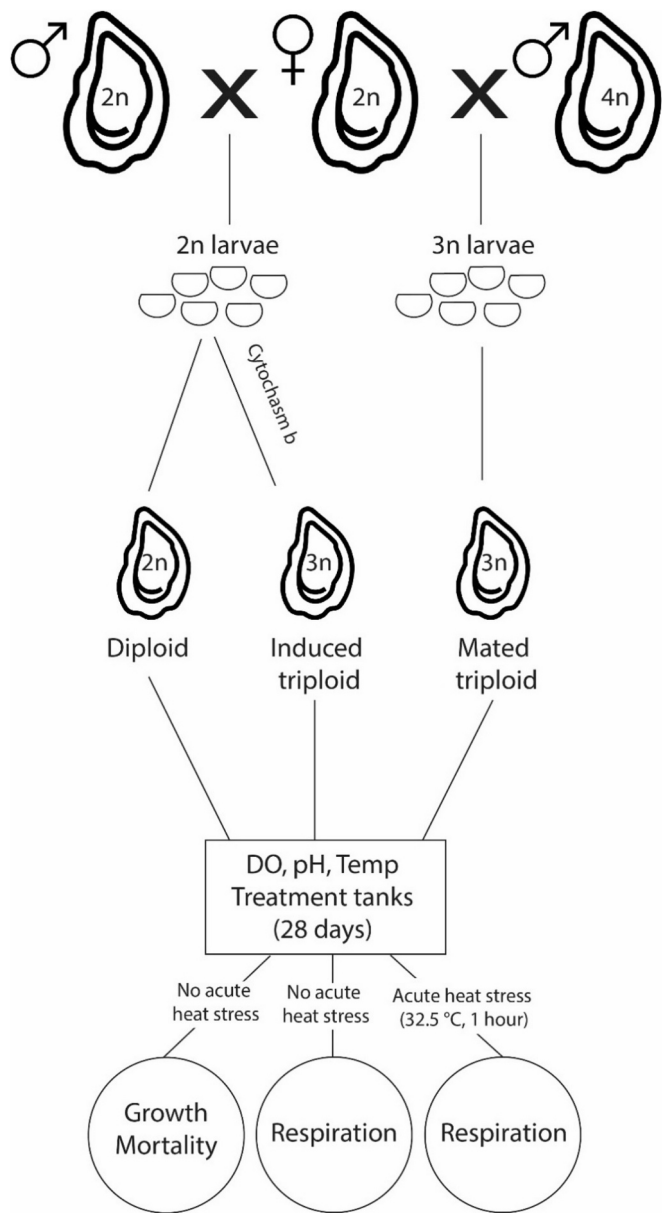 2n
X
2n
X
4n
2n larvae
3n larvae
Cytochasm b
2n
3n
3n
Diploid
Induced
triploid
Mated
triploid
DO, pH, Temp
Treatment tanks
(28 days)
No acute
heat stress
No acute
heat stress
Acute heat stress
(32.5 °C, 1 hour)
Growth
Mortality
Respiration
Respiration